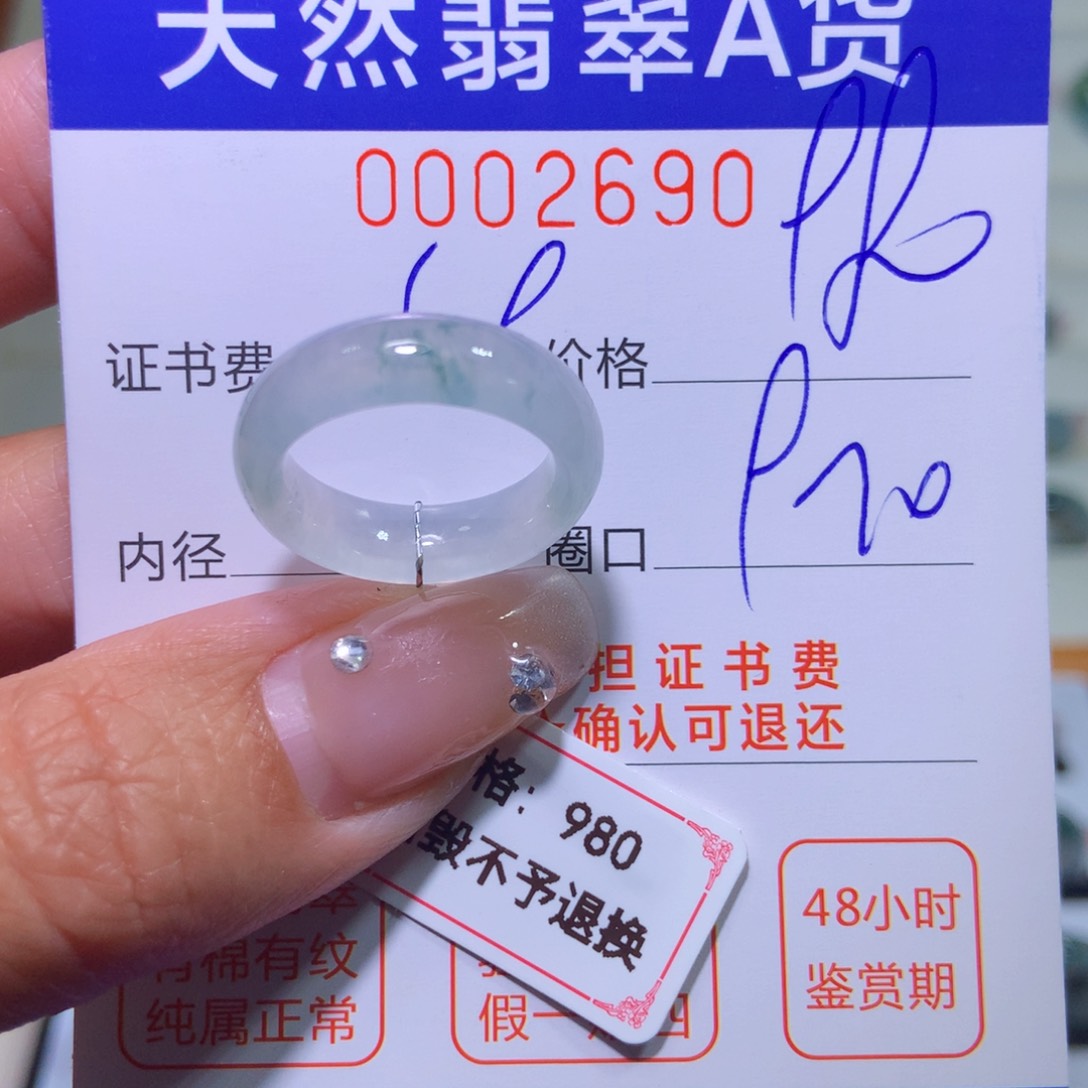 天然翡翠A货
0002690
证书费 价格
内径 圈口
担证书费
确认可退还
格：980
毁不予退换
有棉有纹
纯属正常
假一
48小时
鉴赏期